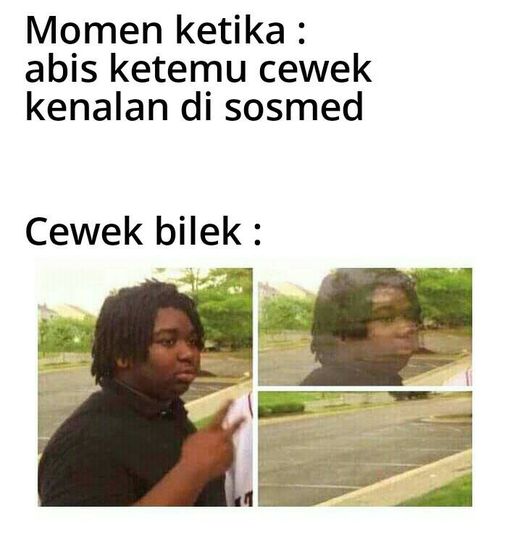 Momen ketika :
abis ketemu cewek
kenalan di sosmed
Cewek bilek :